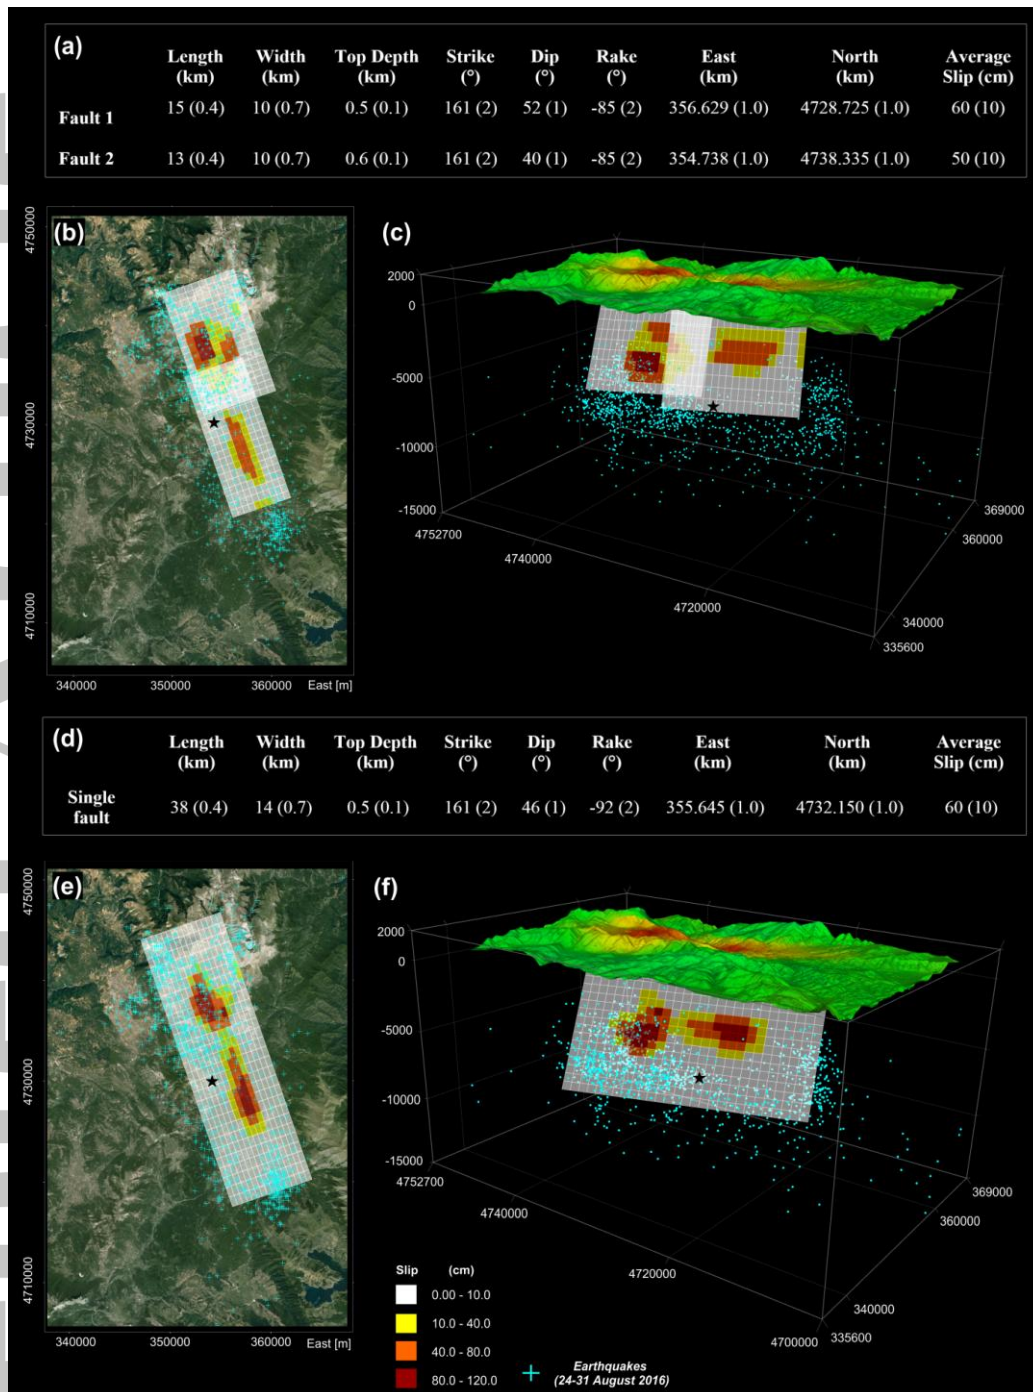 (a)
Length Width Top Depth Strike Dip Rake East North Average
(km) (km) (km) (°) (°) (°) (km) (km) Slip (cm)
Fault 1 15 (0.4) 10 (0.7) 0.5 (0.1) 161 (2) 52 (1) -85 (2) 356.629 (1.0) 4728.725 (1.0) 60 (10)
Fault 2 13 (0.4) 10 (0.7) 0.6 (0.1) 161 (2) 40 (1) -85 (2) 354.738 (1.0) 4738.335 (1.0) 50 (10)
(b)
4750000
4730000
4710000
340000 350000 360000 East [m]
(c)
2000
0
-5000
-10000
-15000
4752700
4740000
4720000
369000
360000
340000
335600
(d)
Length Width Top Depth Strike Dip Rake East North Average
(km) (km) (km) (°) (°) (°) (km) (km) Slip (cm)
Single
fault
38 (0.4) 14 (0.7) 0.5 (0.1) 161 (2) 46 (1) -92 (2) 355.645 (1.0) 4732.150 (1.0) 60 (10)
(e)
4750000
4730000
4710000
340000 350000 360000 East [m]
(f)
2000
0
-5000
-10000
-15000
4752700
4740000
4720000
4700000
369000
360000
340000
335600
Slip (cm)
0.00 - 10.0
10.0 - 40.0
40.0 - 80.0
80.0 - 120.0
Earthquakes
(24-31 August 2016)